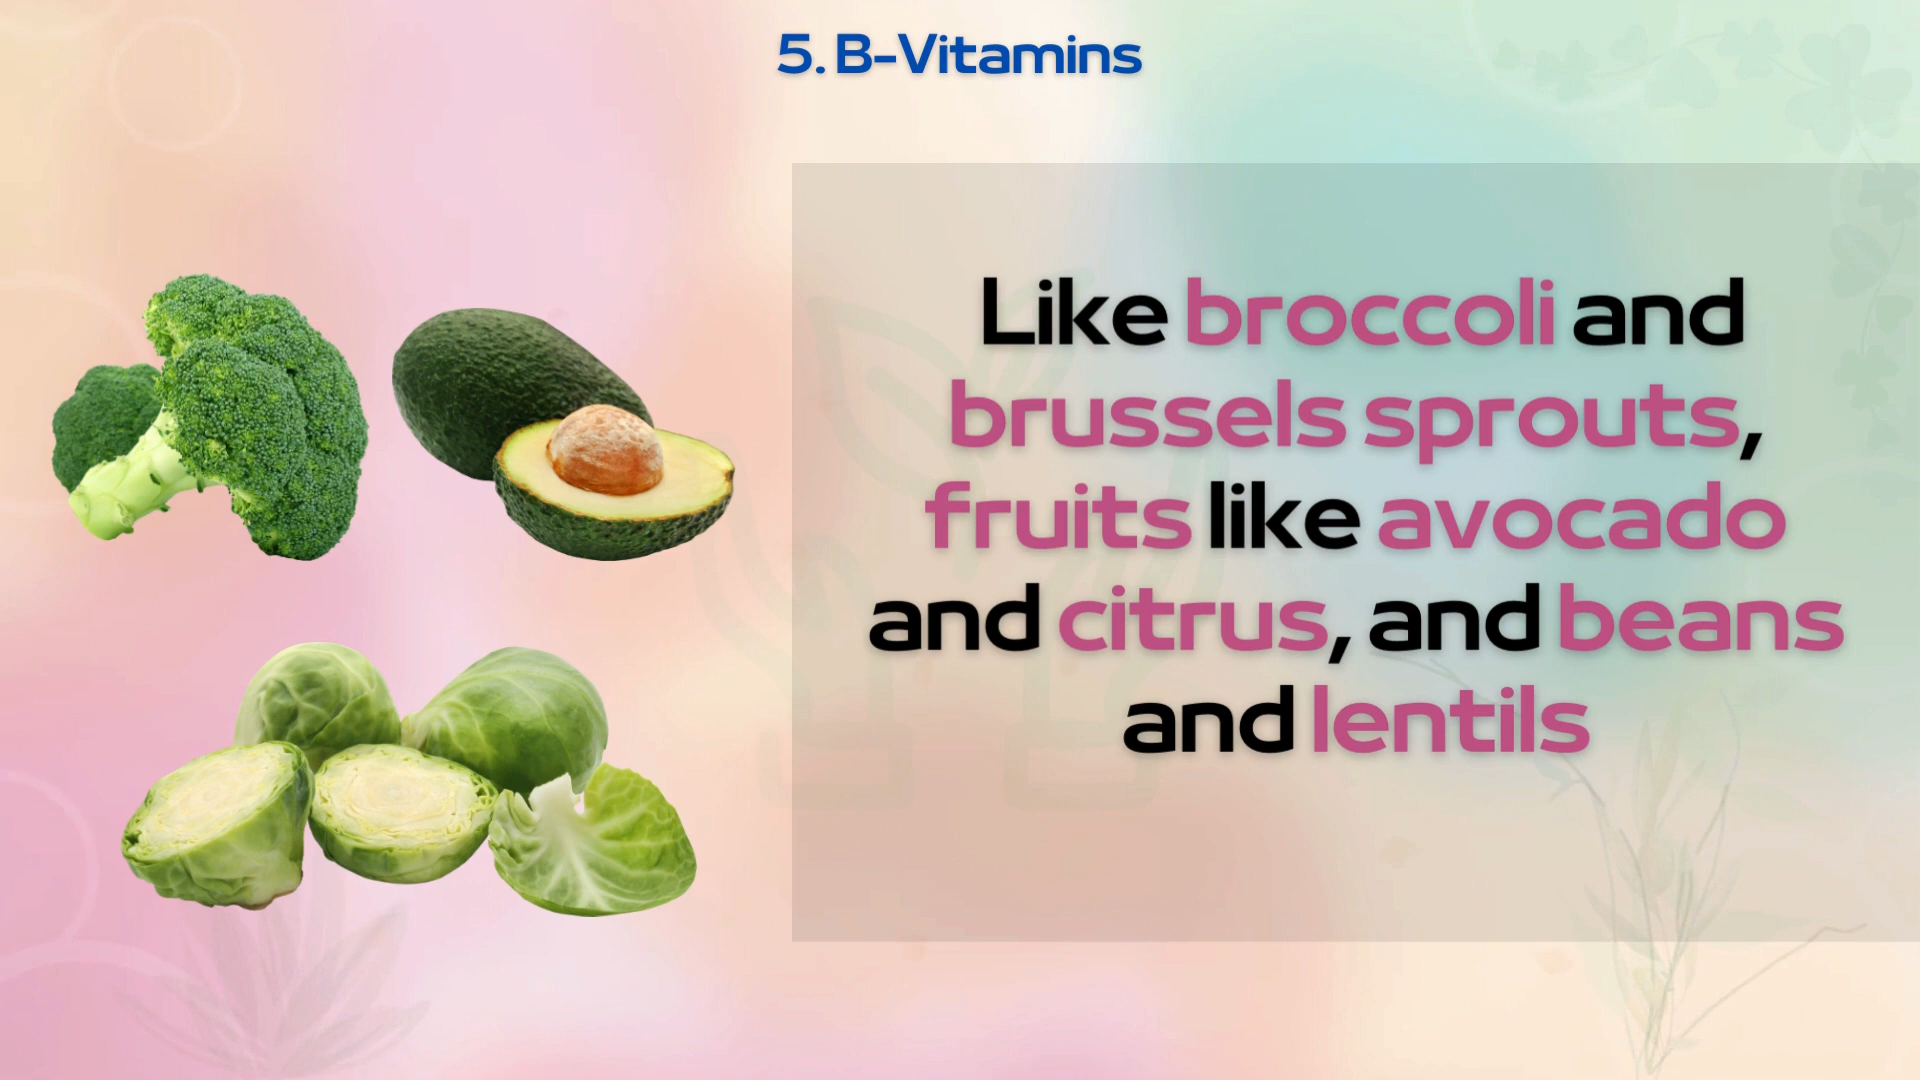 5. B-Vitamins
Like broccoli and
brussels sprouts,
fruits like avocado
and citrus, and beans
and lentils